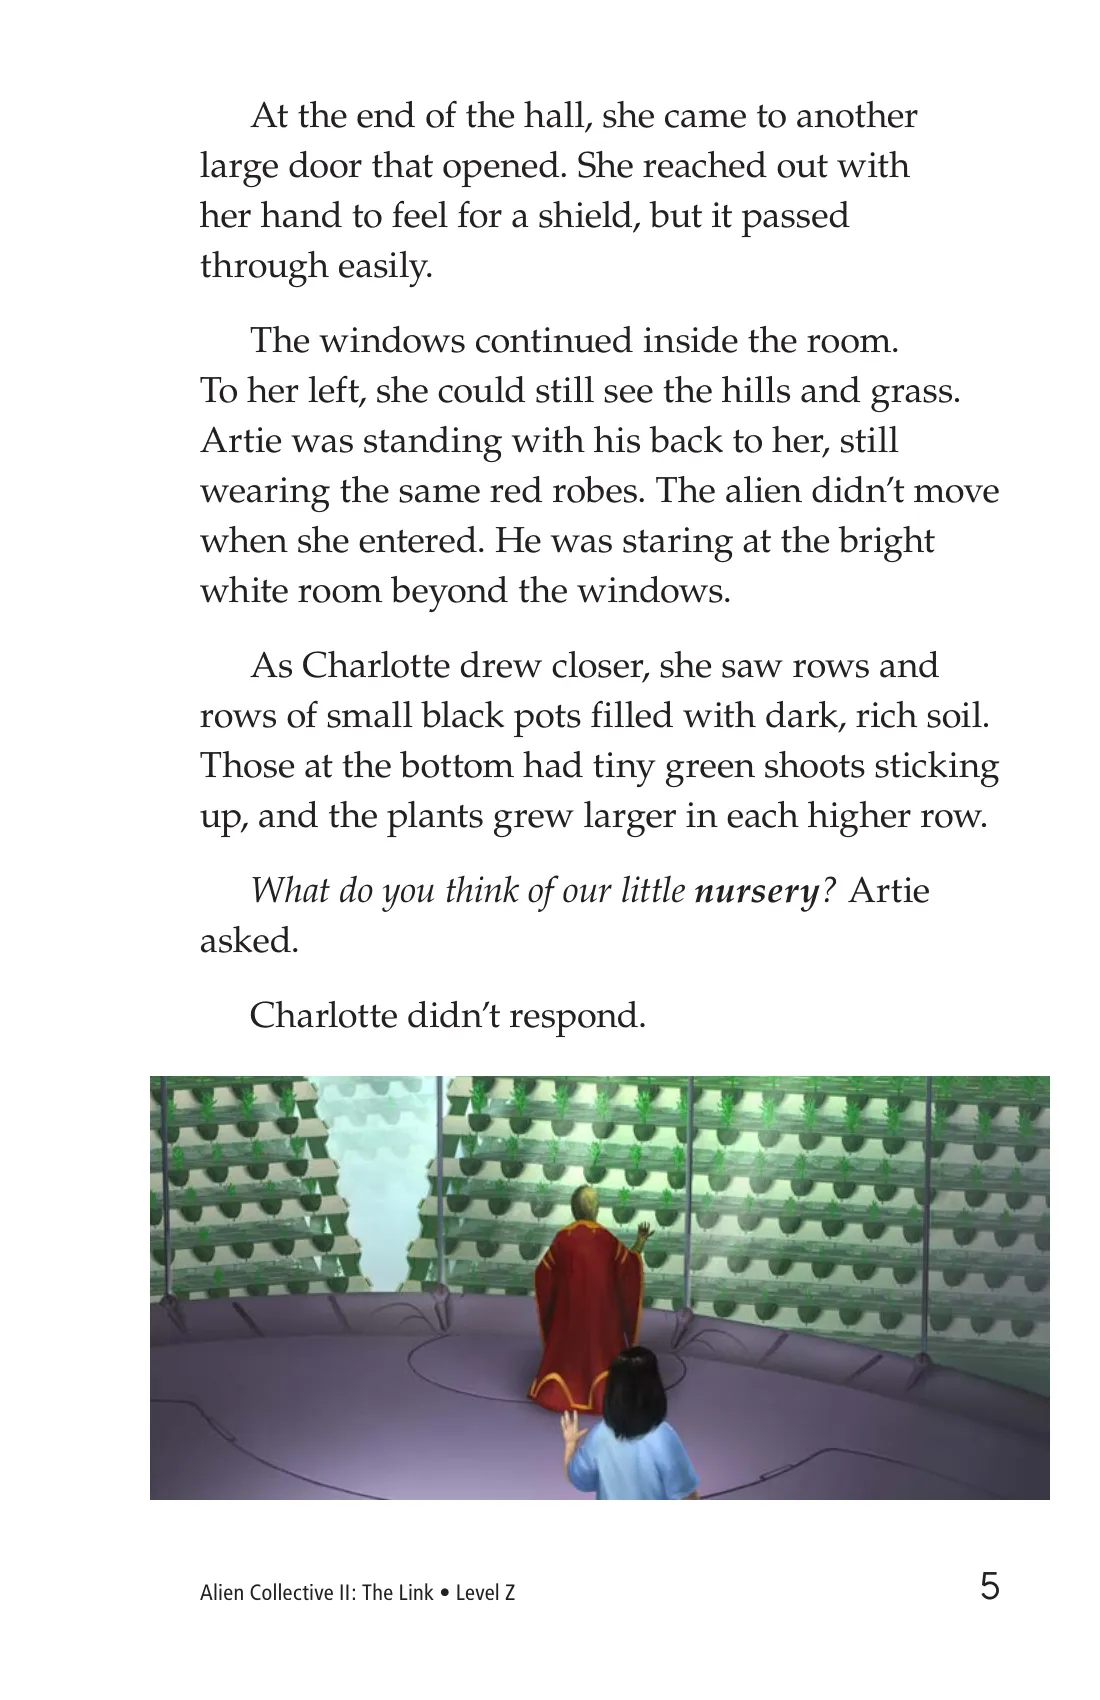 At the end of the hall, she came to another
large door that opened. She reached out with
her hand to feel for a shield, but it passed
through easily.
The windows continued inside the room.
To her left, she could still see the hills and grass.
Artie was standing with his back to her, still
wearing the same red robes. The alien didn’t move
when she entered. He was staring at the bright
white room beyond the windows.
As Charlotte drew closer, she saw rows and
rows of small black pots filled with dark, rich soil.
Those at the bottom had tiny green shoots sticking
up, and the plants grew larger in each higher row.
What do you think of our little nursery? Artie
asked.
Charlotte didn’t respond.
Alien Collective II: The Link • Level Z
5